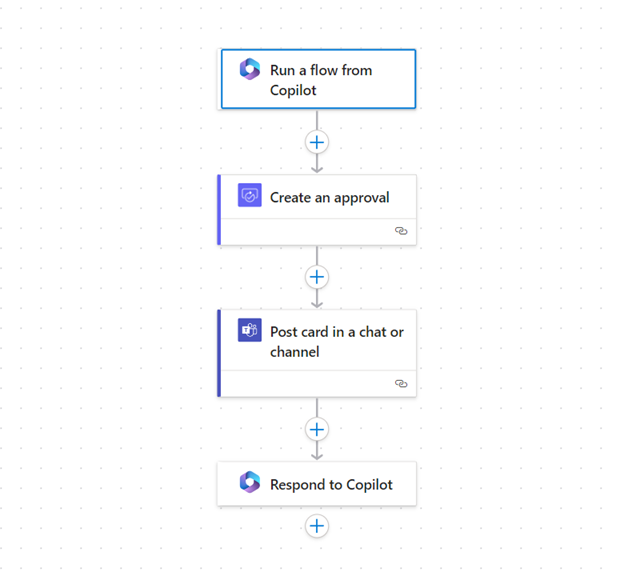 Run a flow from
Copilot
Create an approval
Post card in a chat or
channel
Respond to Copilot